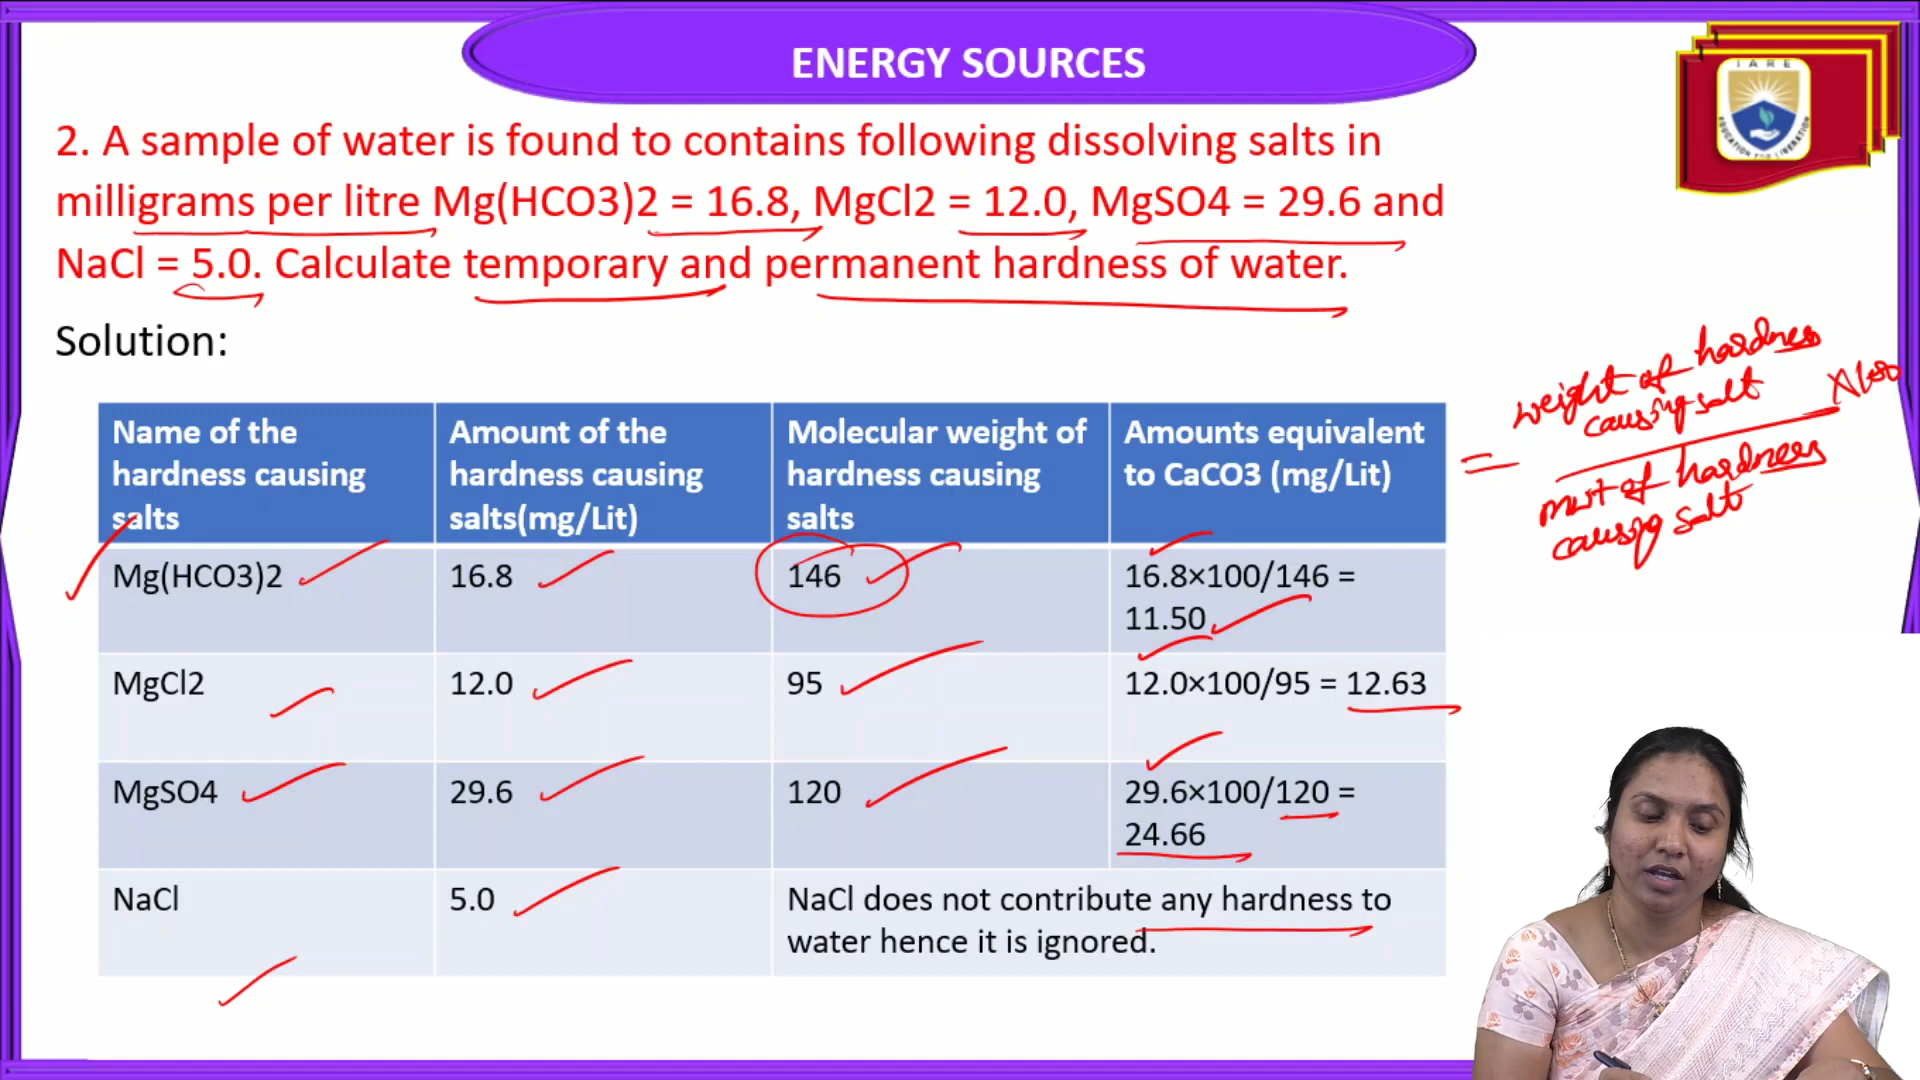 ENERGY SOURCES
IARE
EDUCATION FOR LIBERATION
2. A sample of water is found to contains following dissolving salts in
milligrams per litre Mg(HCO3)2 = 16.8, MgCl2 = 12.0, MgSO4 = 29.6 and
NaCl = 5.0. Calculate temporary and permanent hardness of water.
Solution:
= weight of hardness
causing salt
X100
mwt of hardness
causing salt
Name of the
hardness causing
salts
Amount of the
hardness causing
salts(mg/Lit)
Molecular weight of
hardness causing
salts
Amounts equivalent
to CaCO3 (mg/Lit)
Mg(HCO3)2
16.8
146
16.8×100/146 =
11.50
MgCl2
12.0
95
12.0×100/95 = 12.63
MgSO4
29.6
120
29.6×100/120 =
24.66
NaCl
5.0
NaCl does not contribute any hardness to
water hence it is ignored.